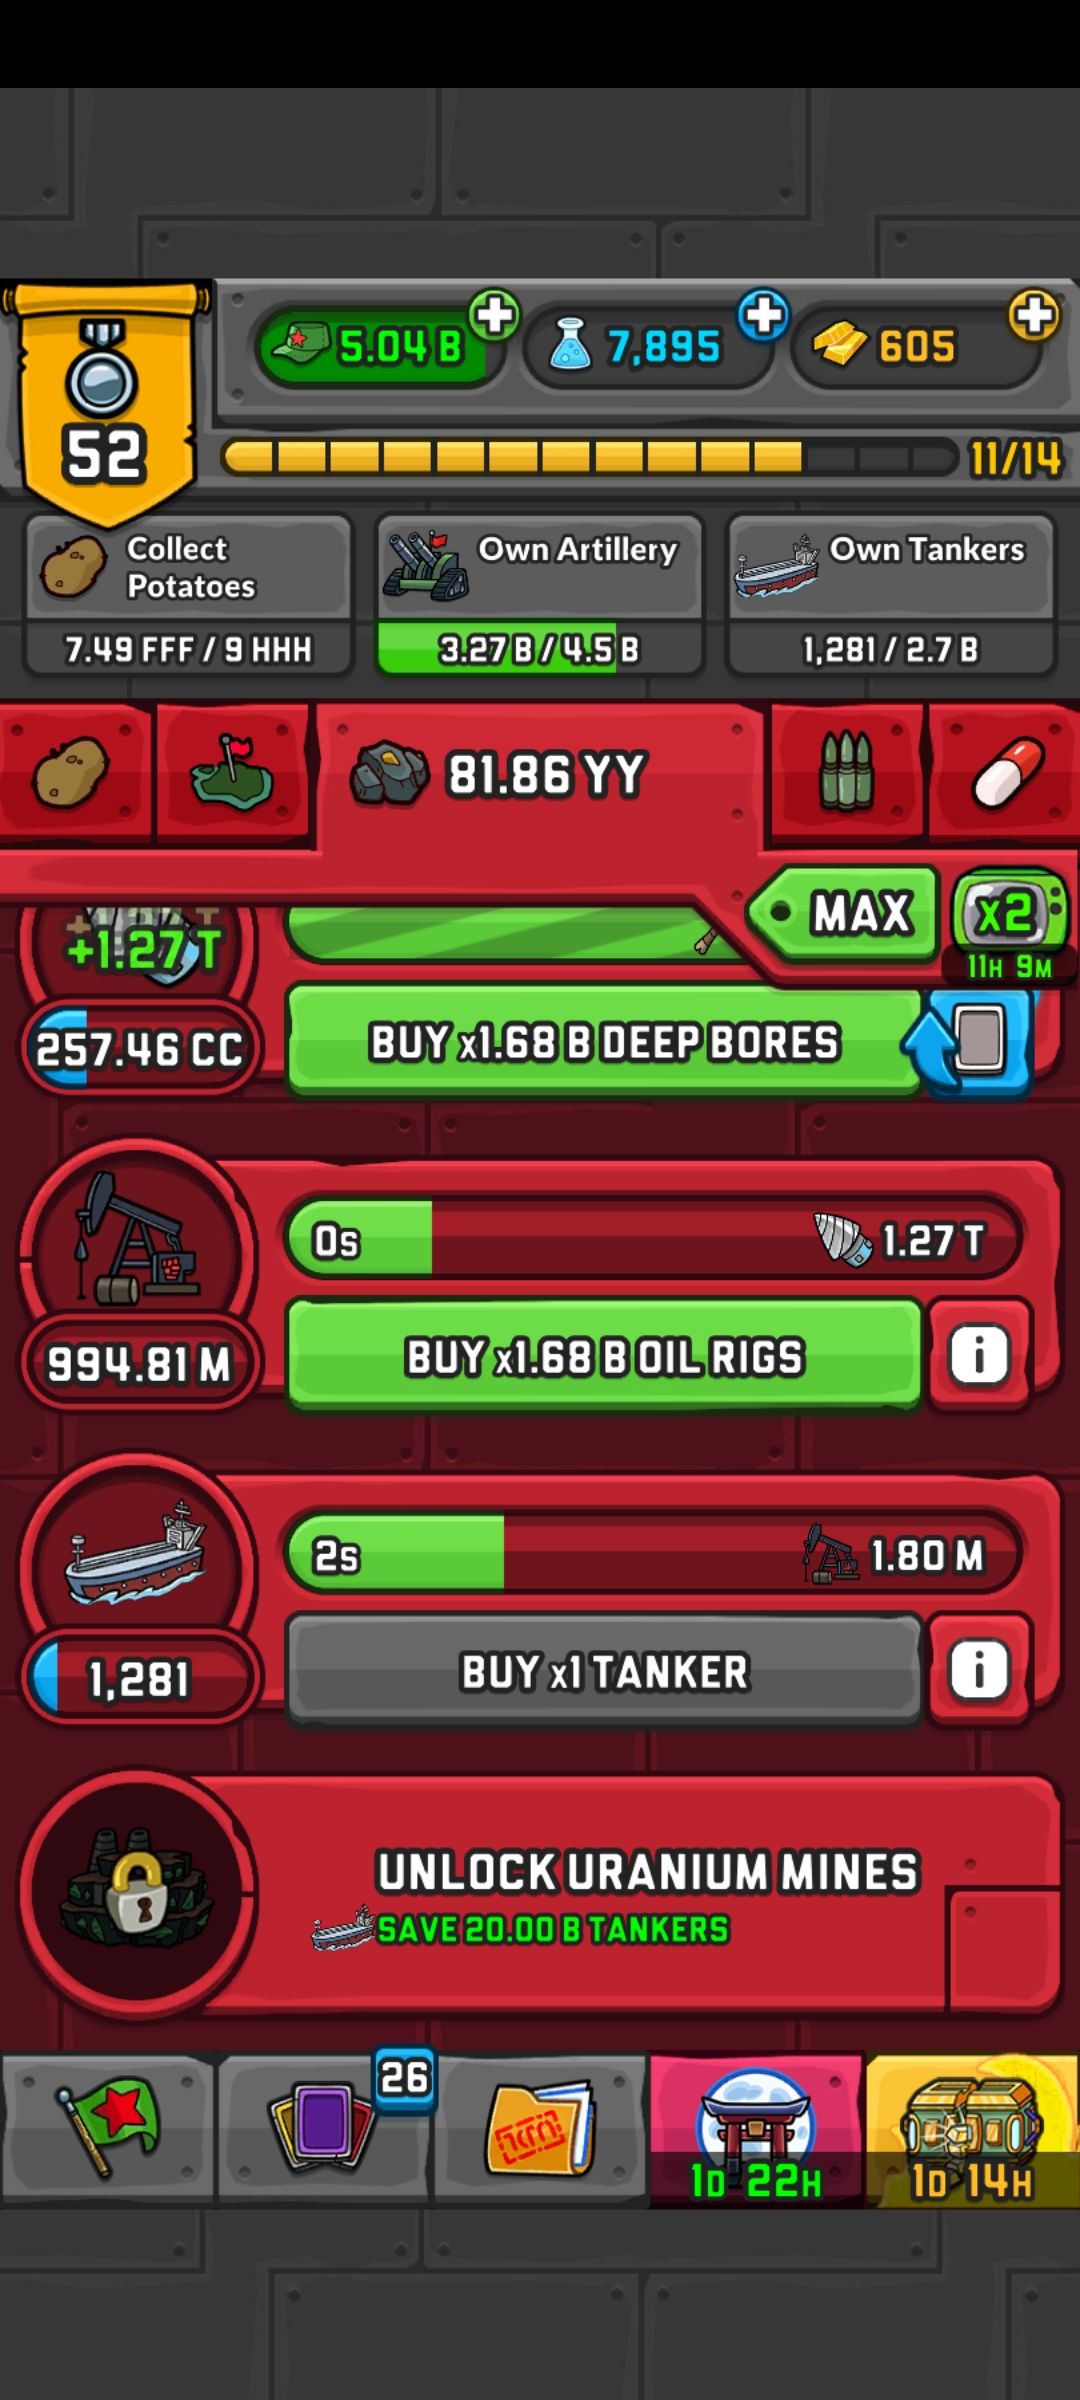 5.04 B
7,895
605
52
11/14
Collect
Potatoes
7.49 FFF / 9 HHH
Own Artillery
3.27 B / 4.5 B
Own Tankers
1,281 / 2.7 B
81.86 YY
MAX
x2
11H 9M
+1.27 T
257.46 CC
BUY x1.68 B DEEP BORES
0s
1.27 T
994.81 M
BUY x1.68 B OIL RIGS
i
2s
1.80 M
1,281
BUY x1 TANKER
i
UNLOCK URANIUM MINES
SAVE 20.00 B TANKERS
26
1D 22H
1D 14H